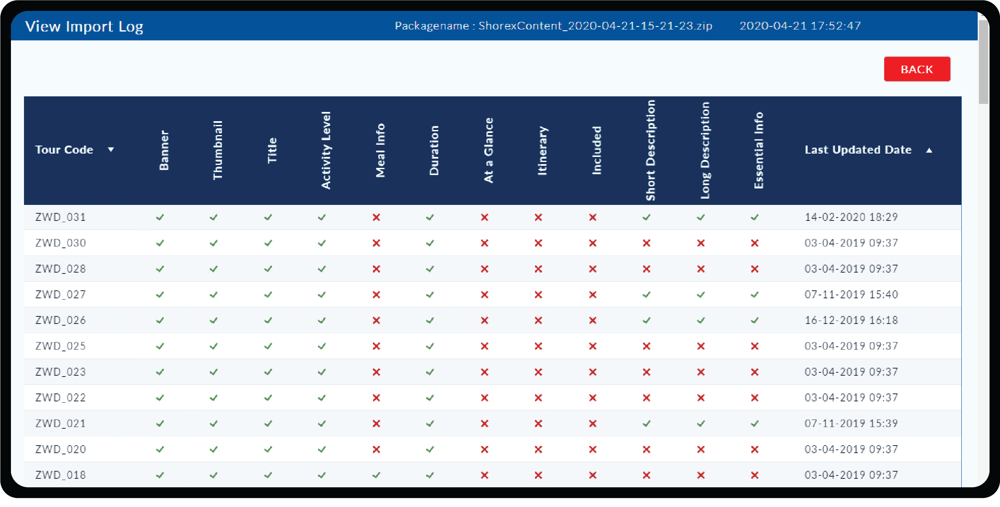 View Import Log Packagename : ShorexContent_2020-04-21-15-21-23.zip 2020-04-21 17:52:47
BACK
Tour Code ▼ Banner Thumbnail Title Activity Level Meal Info Duration At a Glance Itinerary Included Short Description Long Description Essential Info Last Updated Date ▲
ZWD_031 ✓ ✓ ✓ ✓ ✗ ✓ ✗ ✗ ✗ ✓ ✓ ✓ 14-02-2020 18:29
ZWD_030 ✓ ✓ ✓ ✓ ✗ ✓ ✗ ✗ ✗ ✗ ✗ ✗ 03-04-2019 09:37
ZWD_028 ✓ ✓ ✓ ✓ ✗ ✓ ✗ ✗ ✗ ✗ ✗ ✗ 03-04-2019 09:37
ZWD_027 ✓ ✓ ✓ ✓ ✗ ✓ ✗ ✗ ✗ ✓ ✓ ✓ 07-11-2019 15:40
ZWD_026 ✓ ✓ ✓ ✓ ✗ ✓ ✗ ✗ ✗ ✓ ✓ ✓ 16-12-2019 16:18
ZWD_025 ✓ ✓ ✓ ✓ ✗ ✓ ✗ ✗ ✗ ✗ ✗ ✗ 03-04-2019 09:37
ZWD_023 ✓ ✓ ✓ ✓ ✗ ✓ ✗ ✗ ✗ ✗ ✗ ✗ 03-04-2019 09:37
ZWD_022 ✓ ✓ ✓ ✓ ✗ ✓ ✗ ✗ ✗ ✗ ✗ ✗ 03-04-2019 09:37
ZWD_021 ✓ ✓ ✓ ✓ ✗ ✓ ✗ ✗ ✗ ✓ ✓ ✓ 07-11-2019 15:39
ZWD_020 ✓ ✓ ✓ ✓ ✗ ✓ ✗ ✗ ✗ ✗ ✗ ✗ 03-04-2019 09:37
ZWD_018 ✓ ✓ ✓ ✓ ✓ ✓ ✗ ✗ ✗ ✗ ✗ ✗ 03-04-2019 09:37